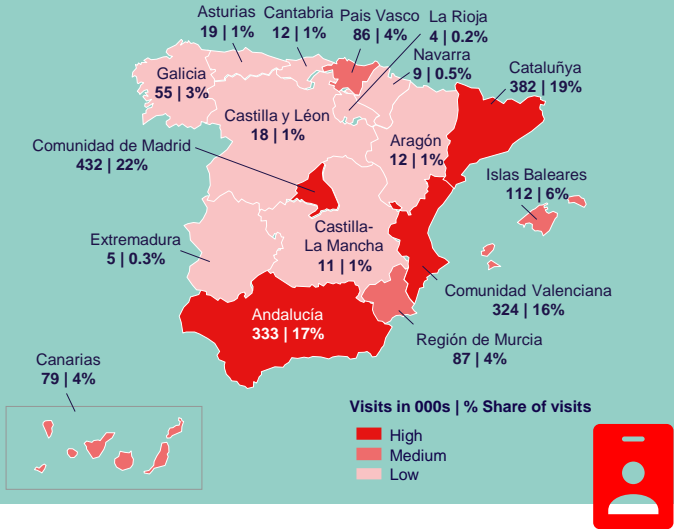 Asturias
19 | 1%
Cantabria
12 | 1%
Pais Vasco
86 | 4%
La Rioja
4 | 0.2%
Navarra
9 | 0.5%
Cataluñya
382 | 19%
Galicia
55 | 3%
Castilla y Léon
18 | 1%
Aragón
12 | 1%
Comunidad de Madrid
432 | 22%
Islas Baleares
112 | 6%
Extremadura
5 | 0.3%
Castilla-
La Mancha
11 | 1%
Comunidad Valenciana
324 | 16%
Andalucía
333 | 17%
Región de Murcia
87 | 4%
Canarias
79 | 4%
Visits in 000s | % Share of visits
High
Medium
Low